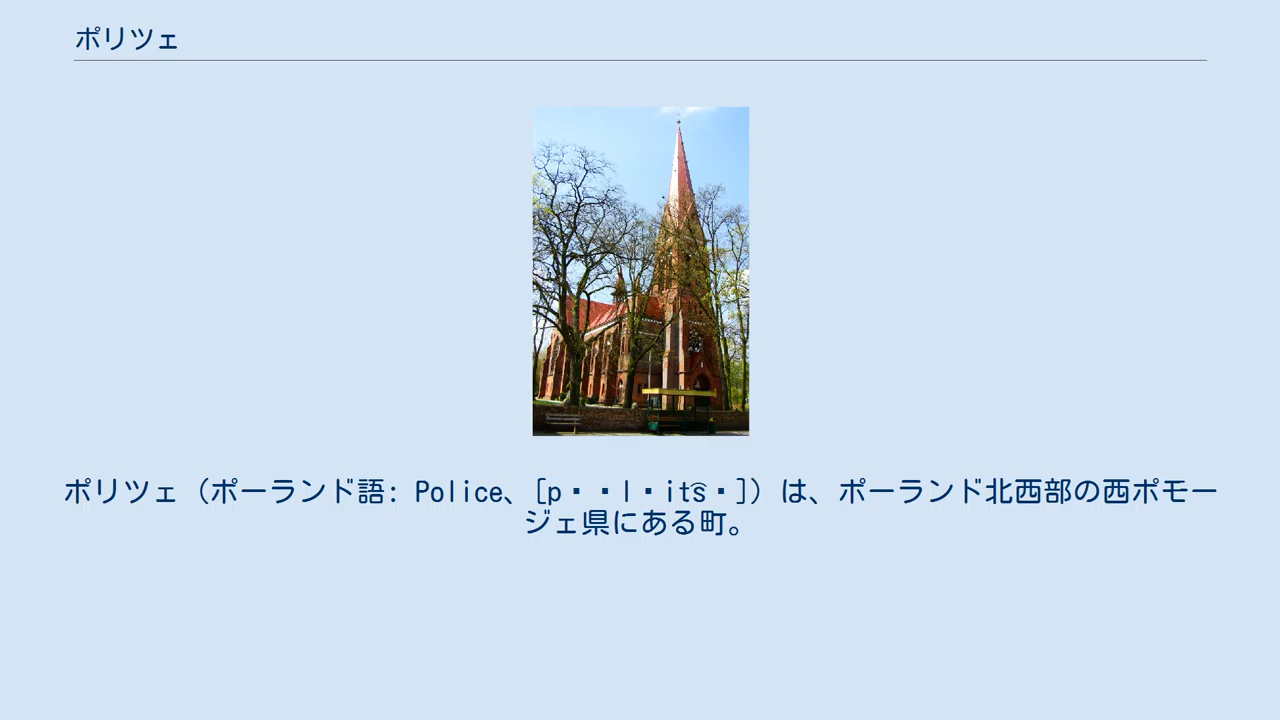 ポリツェ
ポリツェ（ポーランド語: Police、[p・・l・it͡s・]）は、ポーランド北西部の西ポモー
ジェ県にある町。